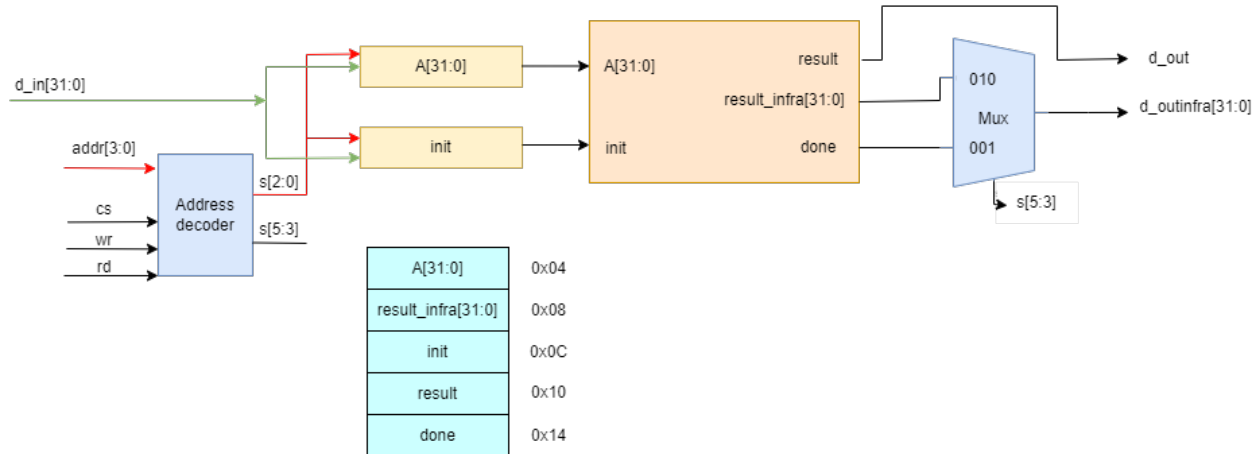 d_in[31:0]
addr[3:0]
cs
wr
rd
Address
decoder
s[2:0]
s[5:3]
A[31:0]
init
A[31:0]
init
result
result_infra[31:0]
done
010
Mux
001
s[5:3]
d_out
d_outinfra[31:0]
A[31:0] 0x04
result_infra[31:0] 0x08
init 0x0C
result 0x10
done 0x14